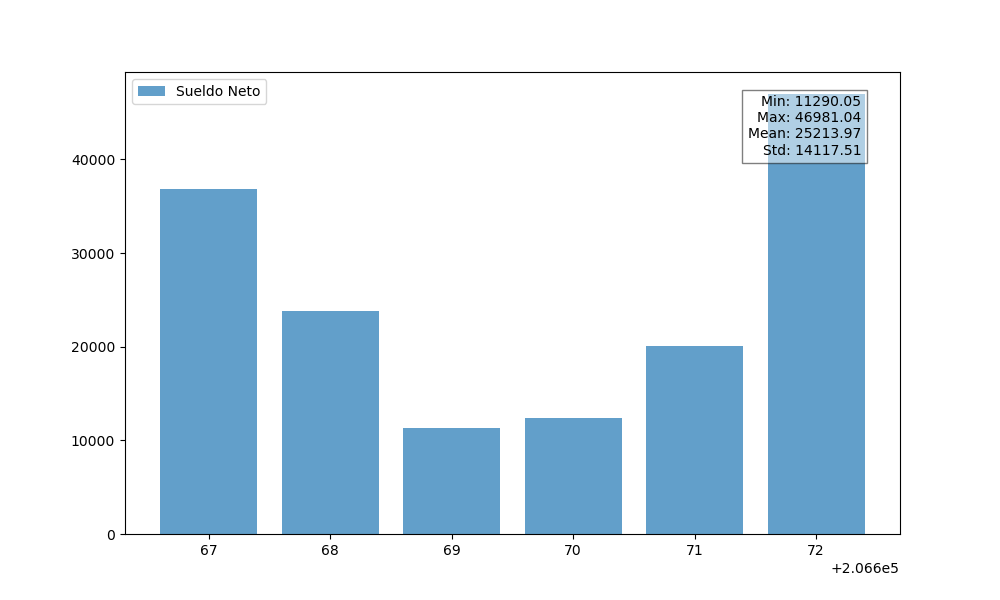 Sueldo Neto
Min: 11290.05
Max: 46981.04
Mean: 25213.97
Std: 14117.51
40000
30000
20000
10000
0
67 68 69 70 71 72
+2.066e5